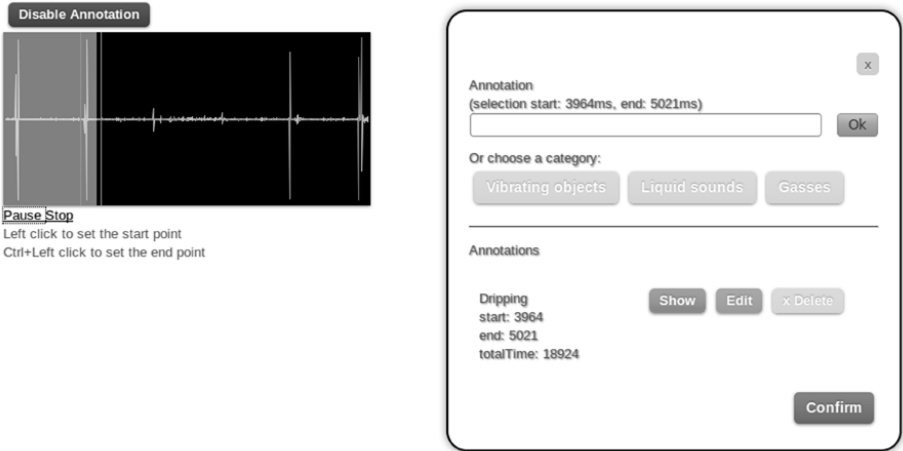 Disable Annotation
Pause Stop
Left click to set the start point
Ctrl+Left click to set the end point
x
Annotation
(selection start: 3964ms, end: 5021ms)
Ok
Or choose a category:
Vibrating objects Liquid sounds Gasses
Annotations
Dripping Show Edit x Delete
start: 3964
end: 5021
totalTime: 18924
Confirm